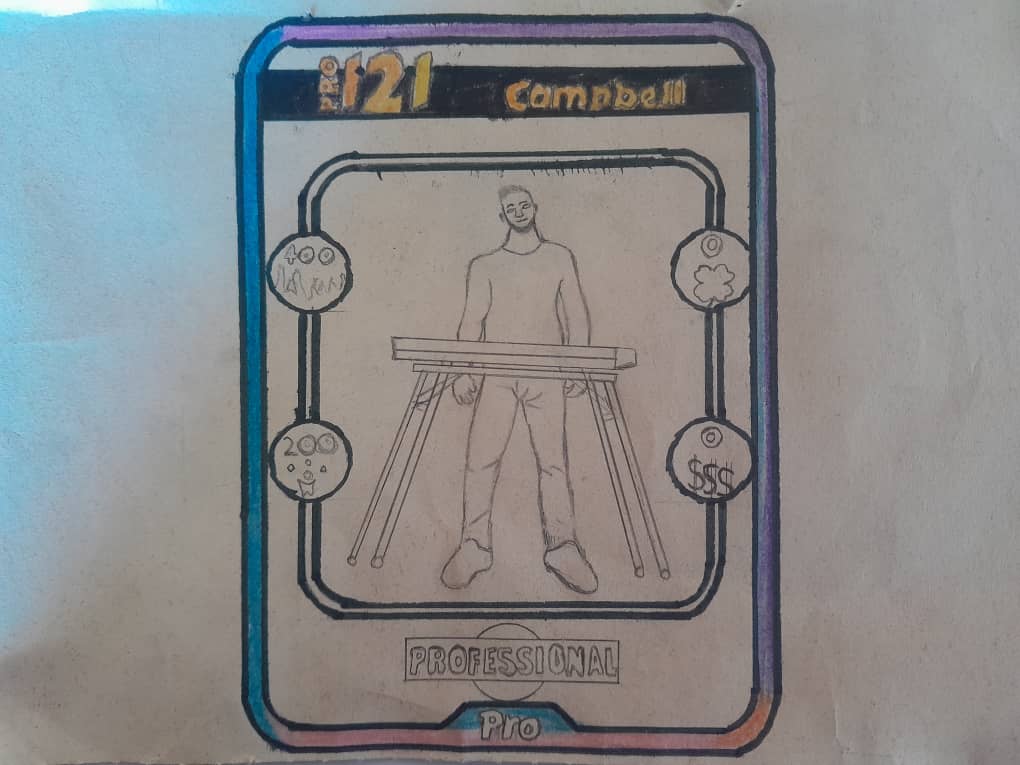 PRO 121 Campbell
400
0
200
0
$$$
PROFESSIONAL
Pro